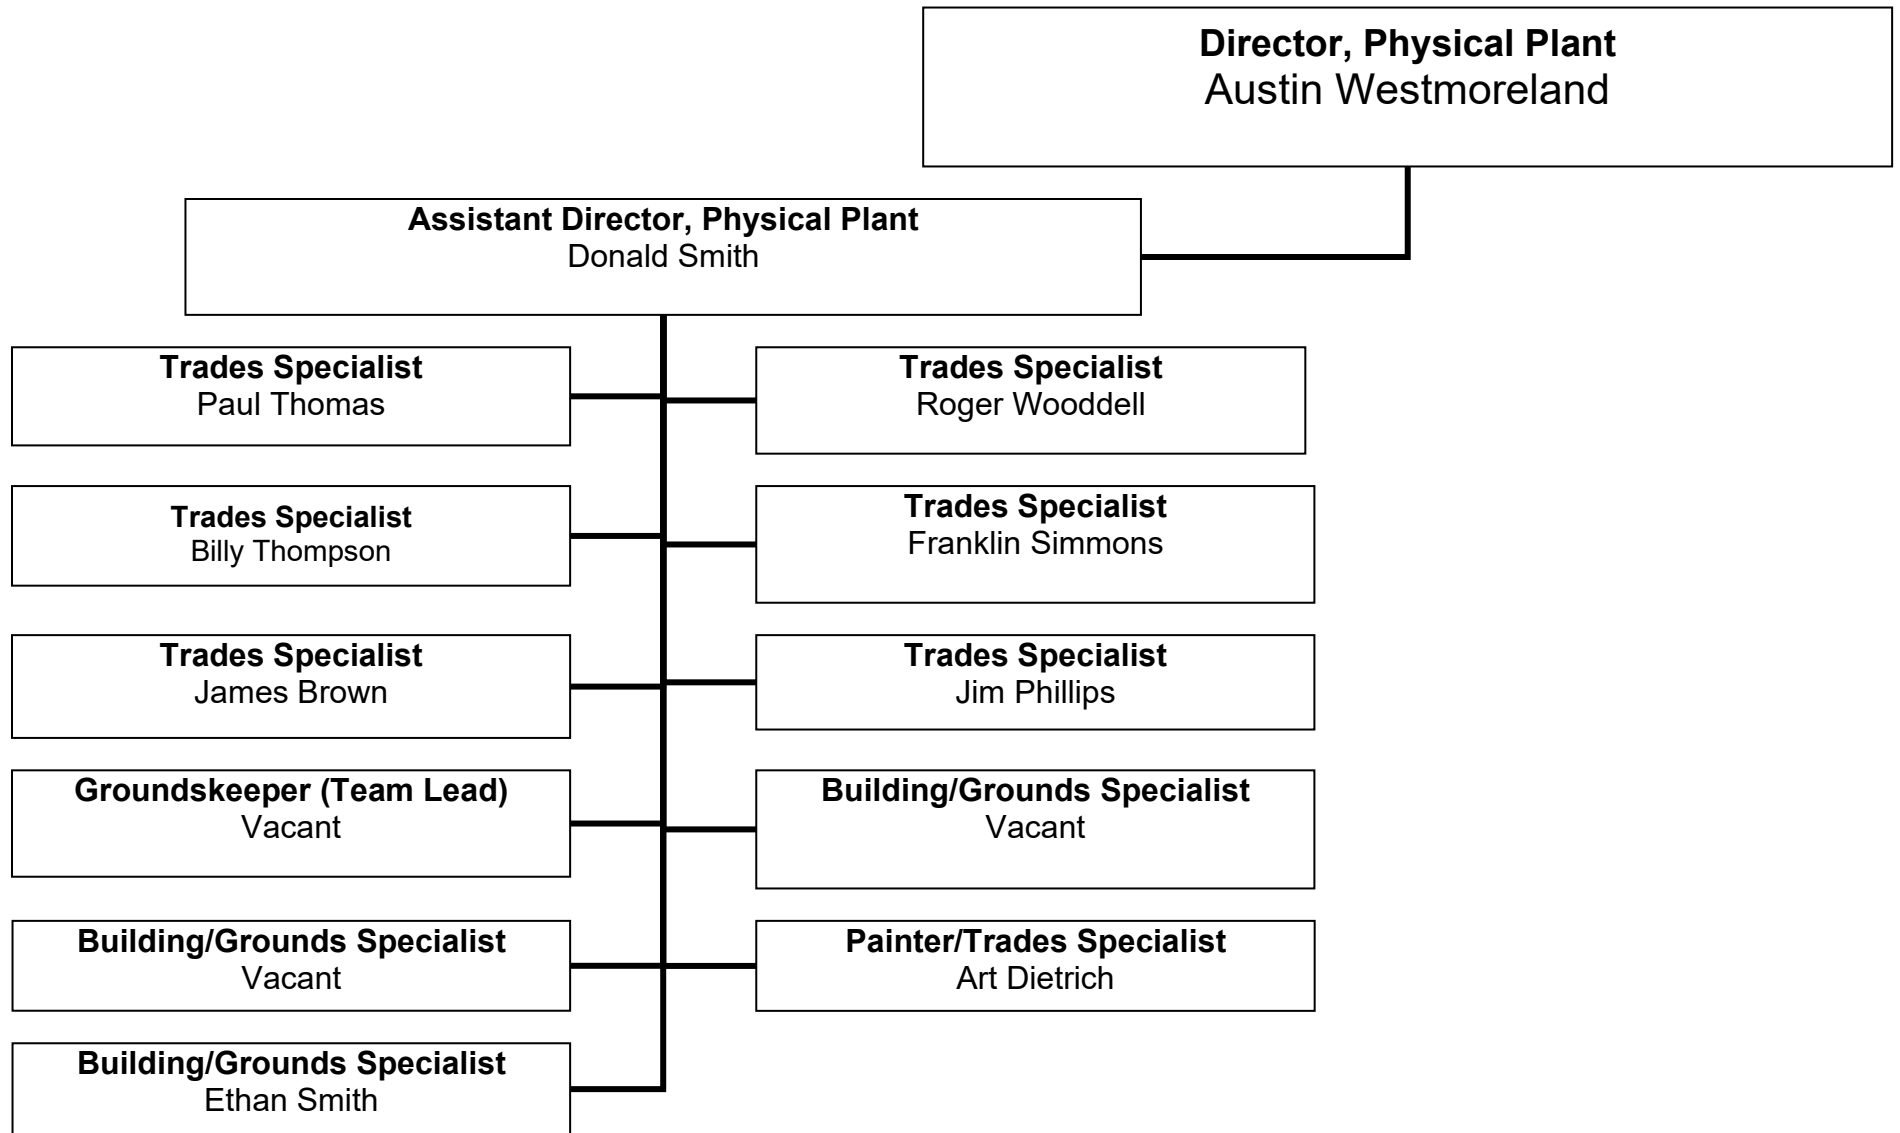 Director, Physical Plant
Austin Westmoreland
Assistant Director, Physical Plant
Donald Smith
Trades Specialist
Paul Thomas
Trades Specialist
Roger Wooddell
Trades Specialist
Billy Thompson
Trades Specialist
Franklin Simmons
Trades Specialist
James Brown
Trades Specialist
Jim Phillips
Groundskeeper (Team Lead)
Vacant
Building/Grounds Specialist
Vacant
Building/Grounds Specialist
Vacant
Painter/Trades Specialist
Art Dietrich
Building/Grounds Specialist
Ethan Smith